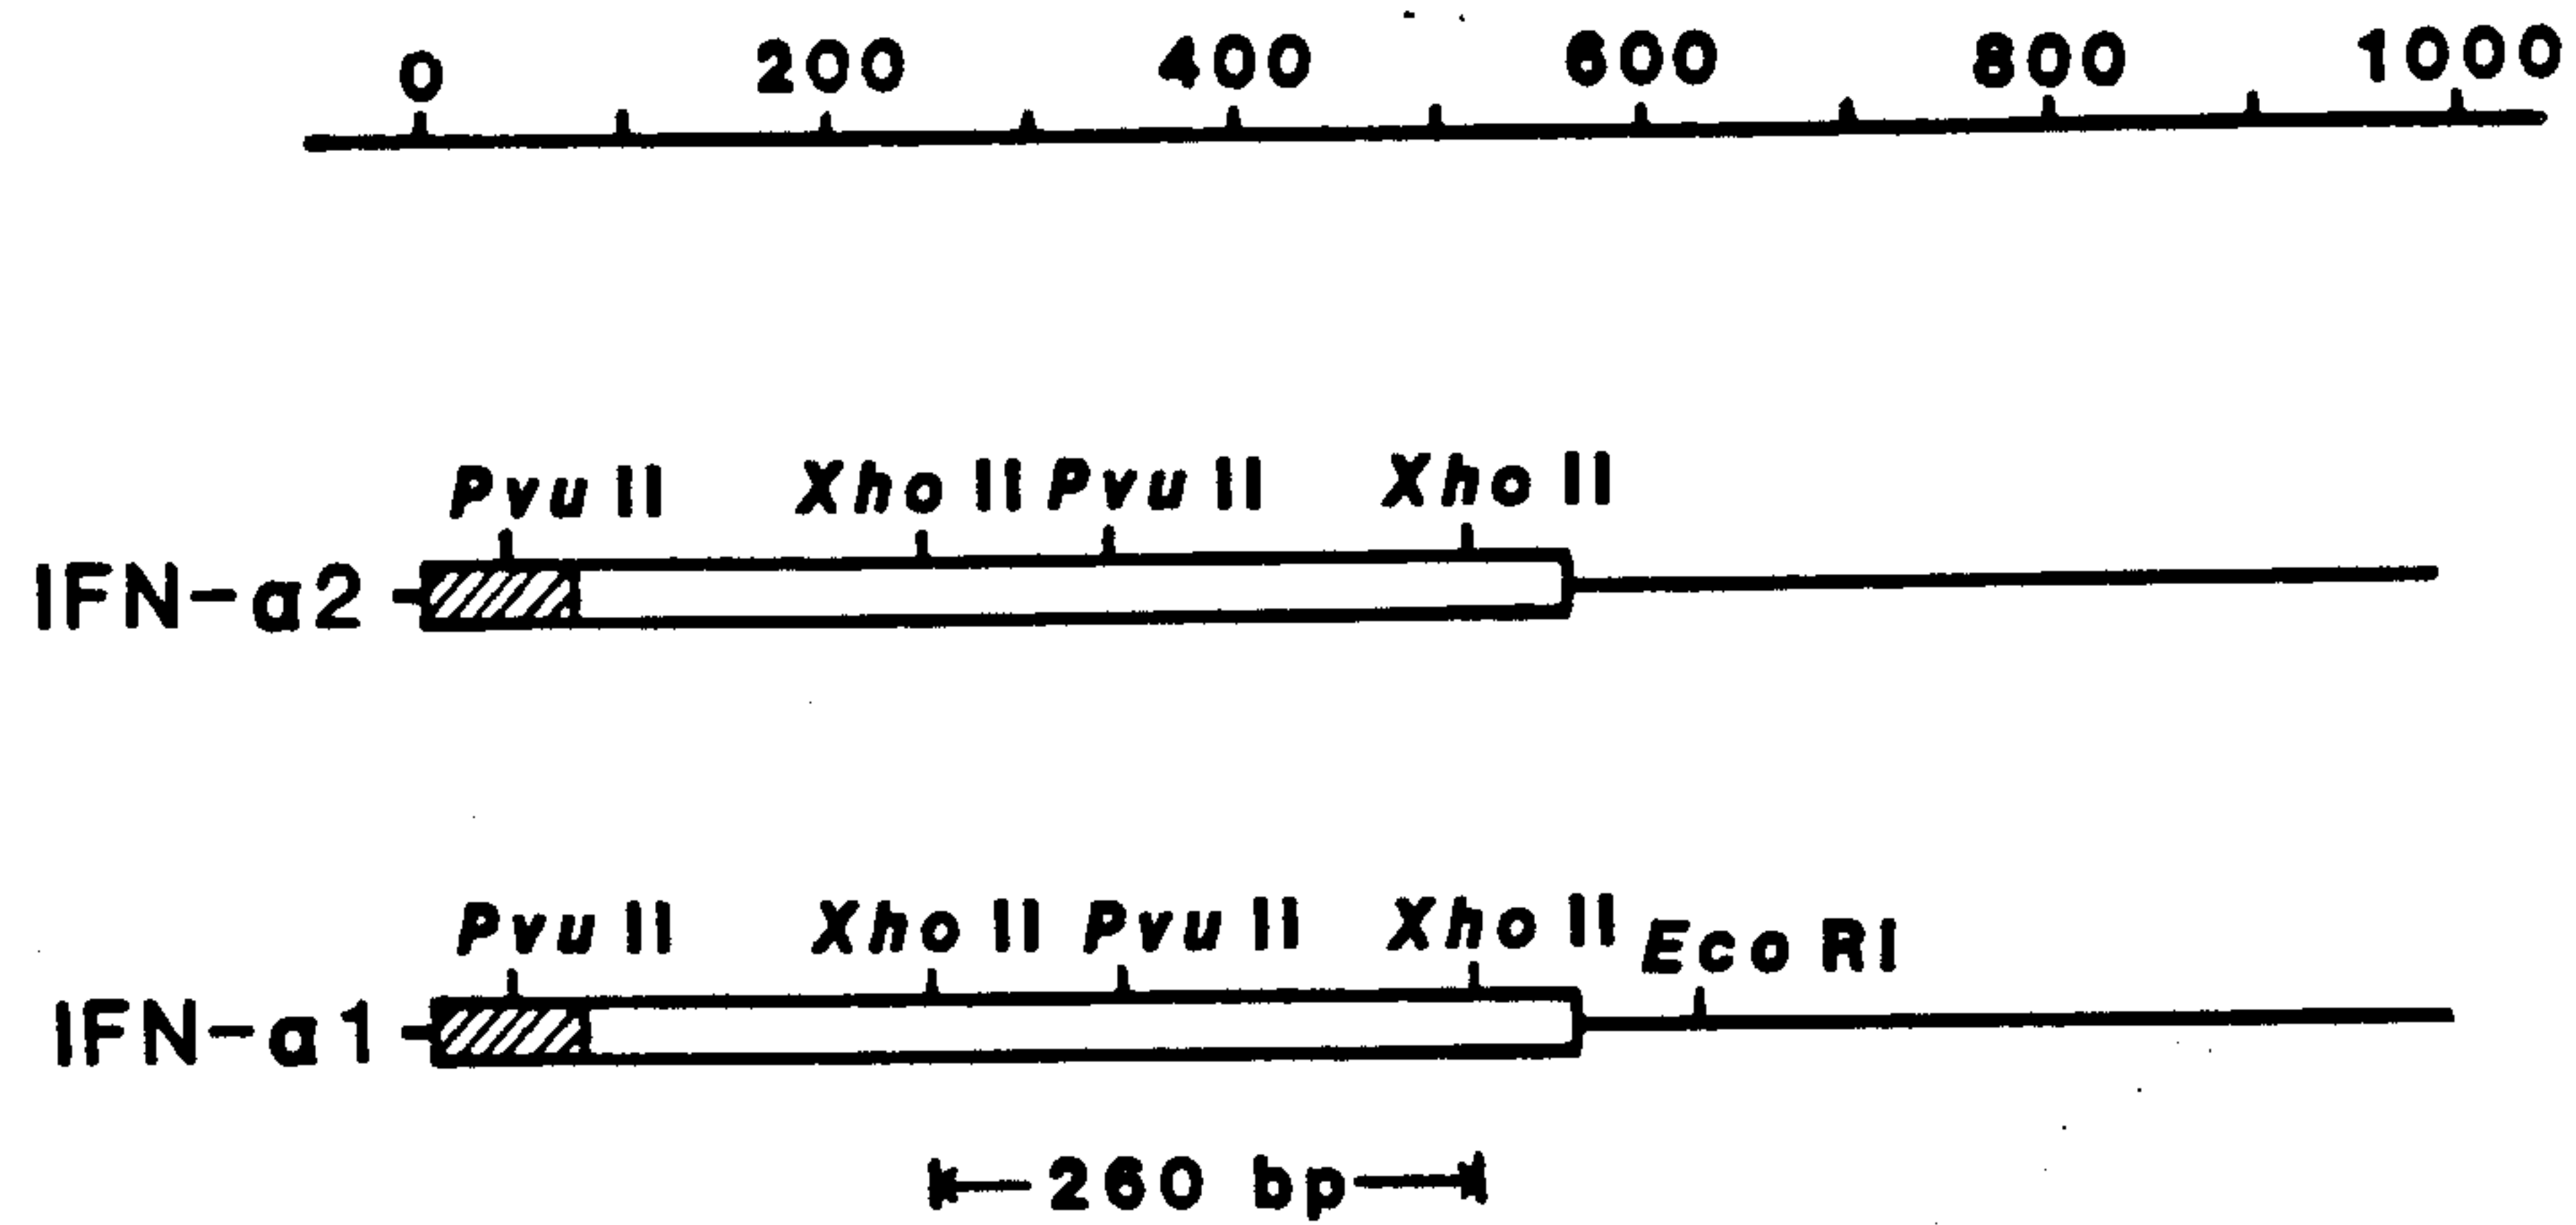 0 200 400 600 800 1000
Pvu II Xho II Pvu II Xho II
IFN-α2
Pvu II Xho II Pvu II Xho II Eco RI
IFN-α1
260 bp